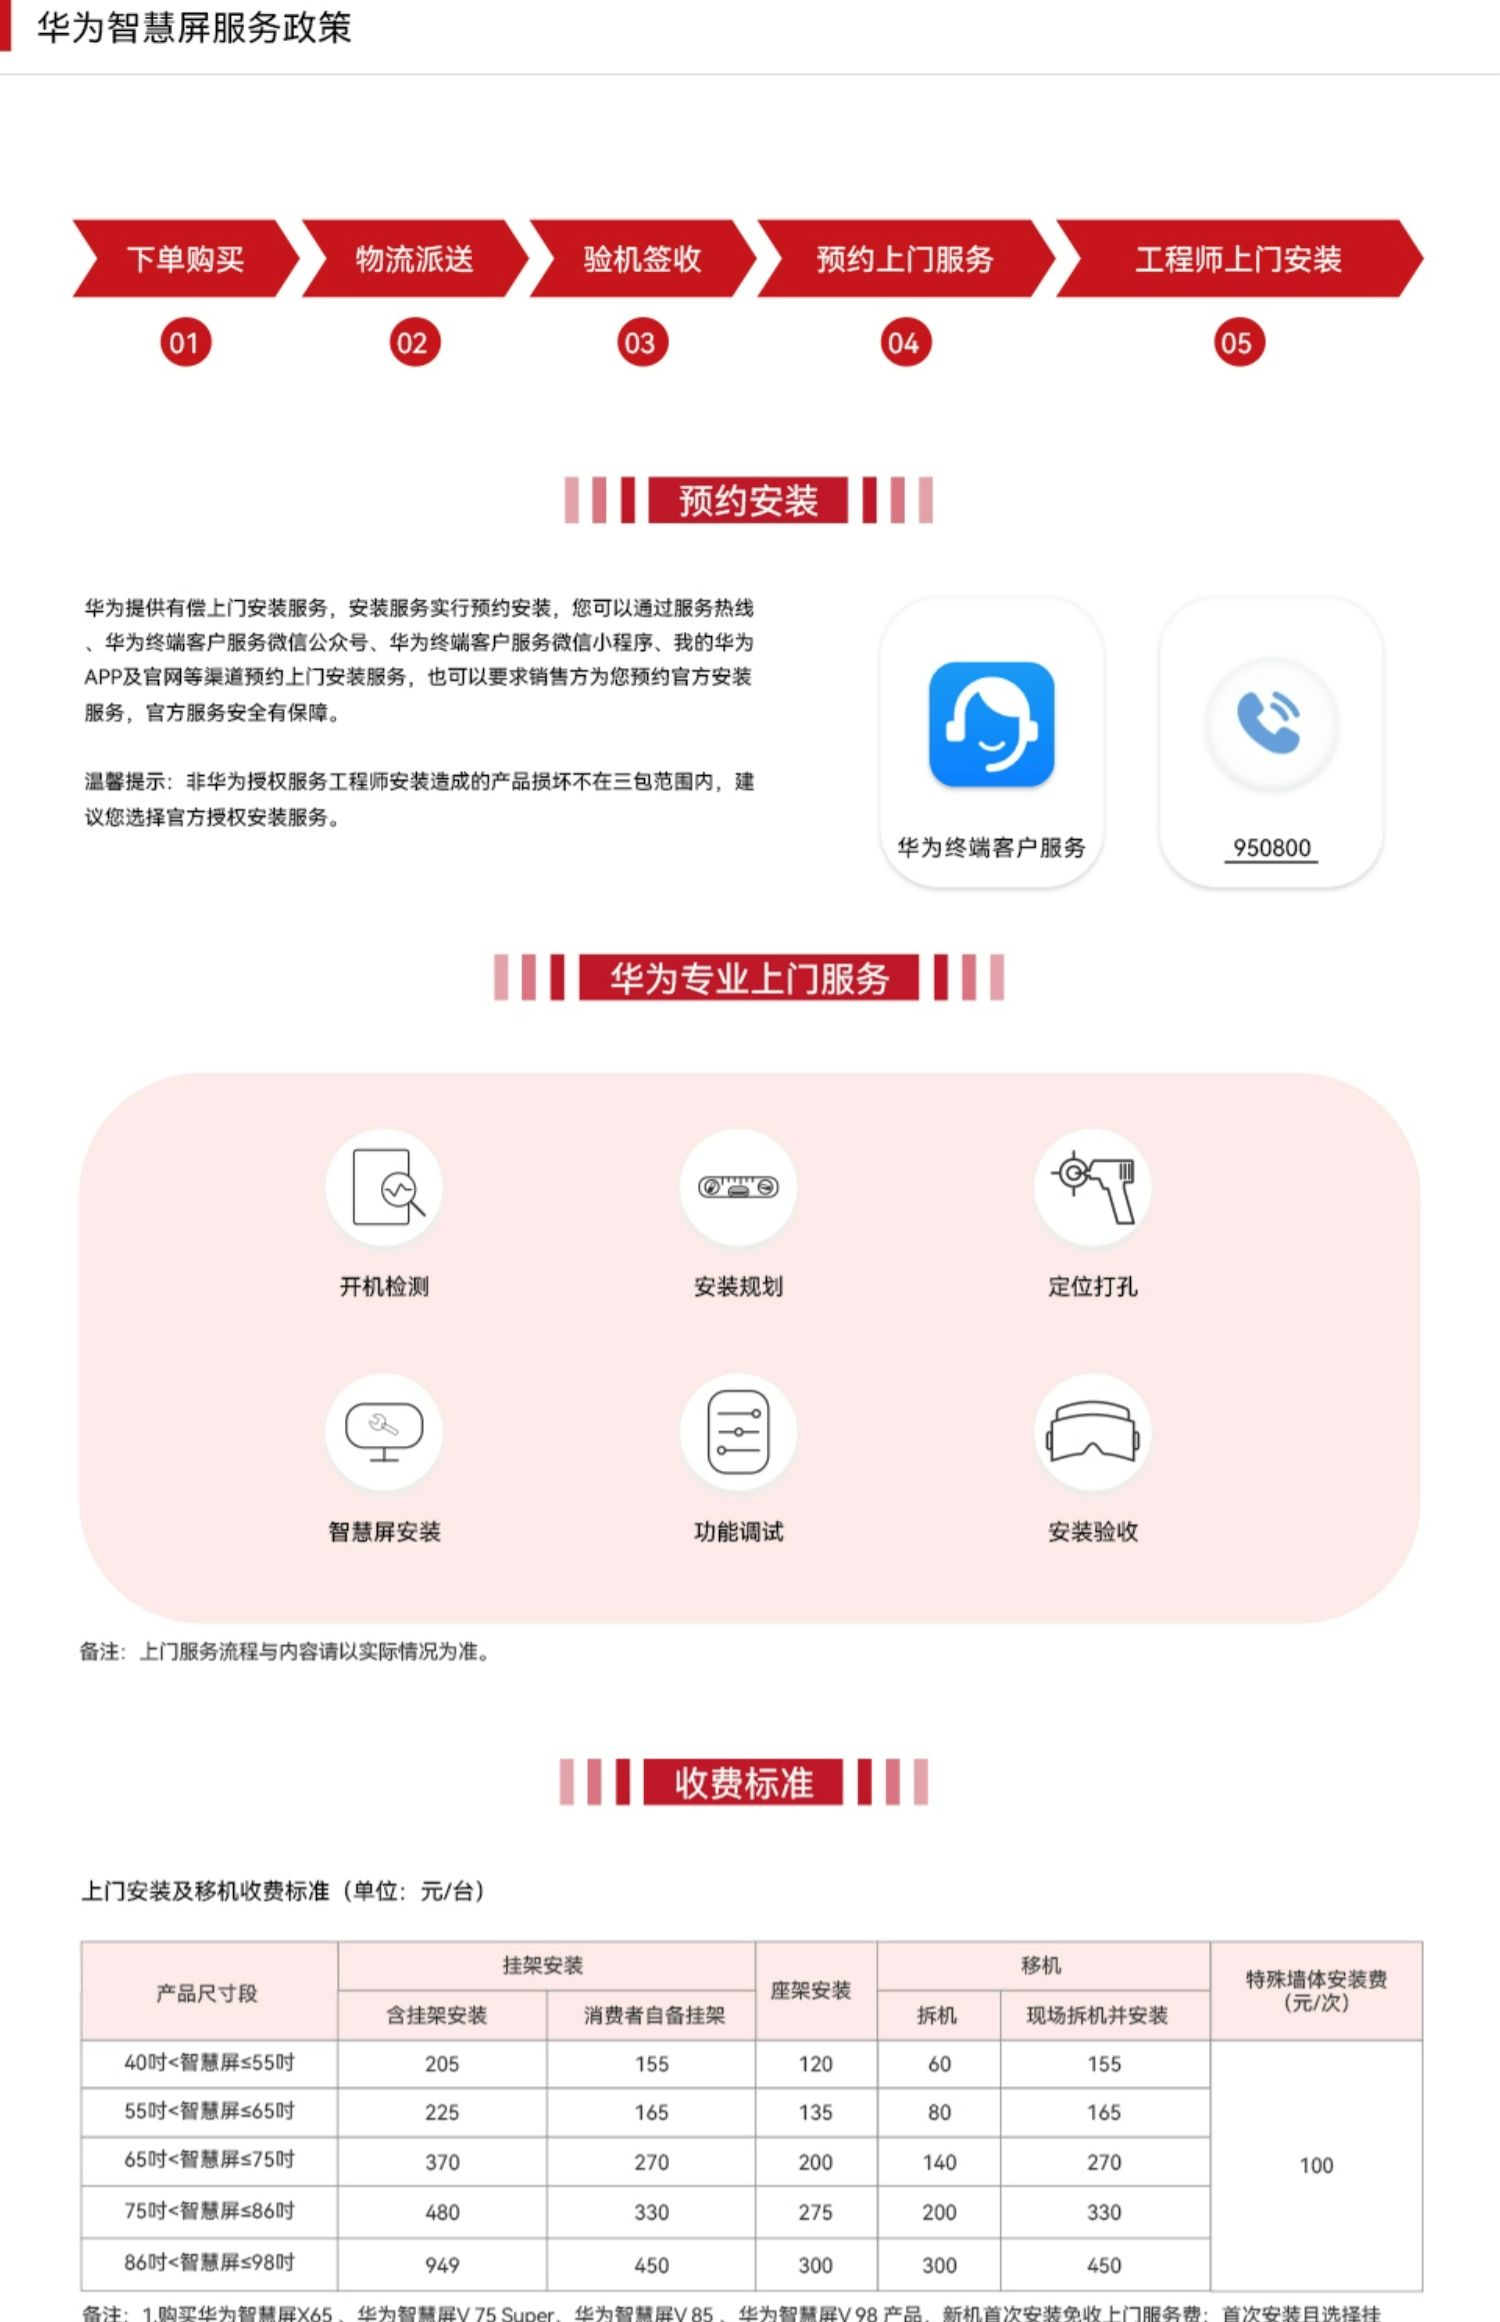 华为智慧屏服务政策
下单购买 物流派送 验机签收 预约上门服务 工程师上门安装
01 02 03 04 05
预约安装
华为提供有偿上门安装服务，安装服务实行预约安装，您可以通过服务热线
、华为终端客户服务微信公众号、华为终端客户服务微信小程序、我的华为
APP及官网等渠道预约上门安装服务，也可以要求销售方为您预约官方安装
服务，官方服务安全有保障。
温馨提示：非华为授权服务工程师安装造成的产品损坏不在三包范围内，建
议您选择官方授权安装服务。
华为终端客户服务 950800
华为专业上门服务
开机检测 安装规划 定位打孔
智慧屏安装 功能调试 安装验收
备注：上门服务流程与内容请以实际情况为准。
收费标准
上门安装及移机收费标准（单位：元/台）
产品尺寸段 挂架安装 座架安装 移机 特殊墙体安装费
（元/次）
含挂架安装 消费者自备挂架 拆机 现场拆机并安装
40吋<智慧屏≤55吋 205 155 120 60 155
55吋<智慧屏≤65吋 225 165 135 80 165
65吋<智慧屏≤75吋 370 270 200 140 270
100
75吋<智慧屏≤86吋 480 330 275 200 330
86吋<智慧屏≤98吋 949 450 300 300 450
备注：1.购买华为智慧屏X65 、华为智慧屏V 75 Super、华为智慧屏V 85 、华为智慧屏V 98 产品，新机首次安装免收上门服务费；首次安装且选择挂